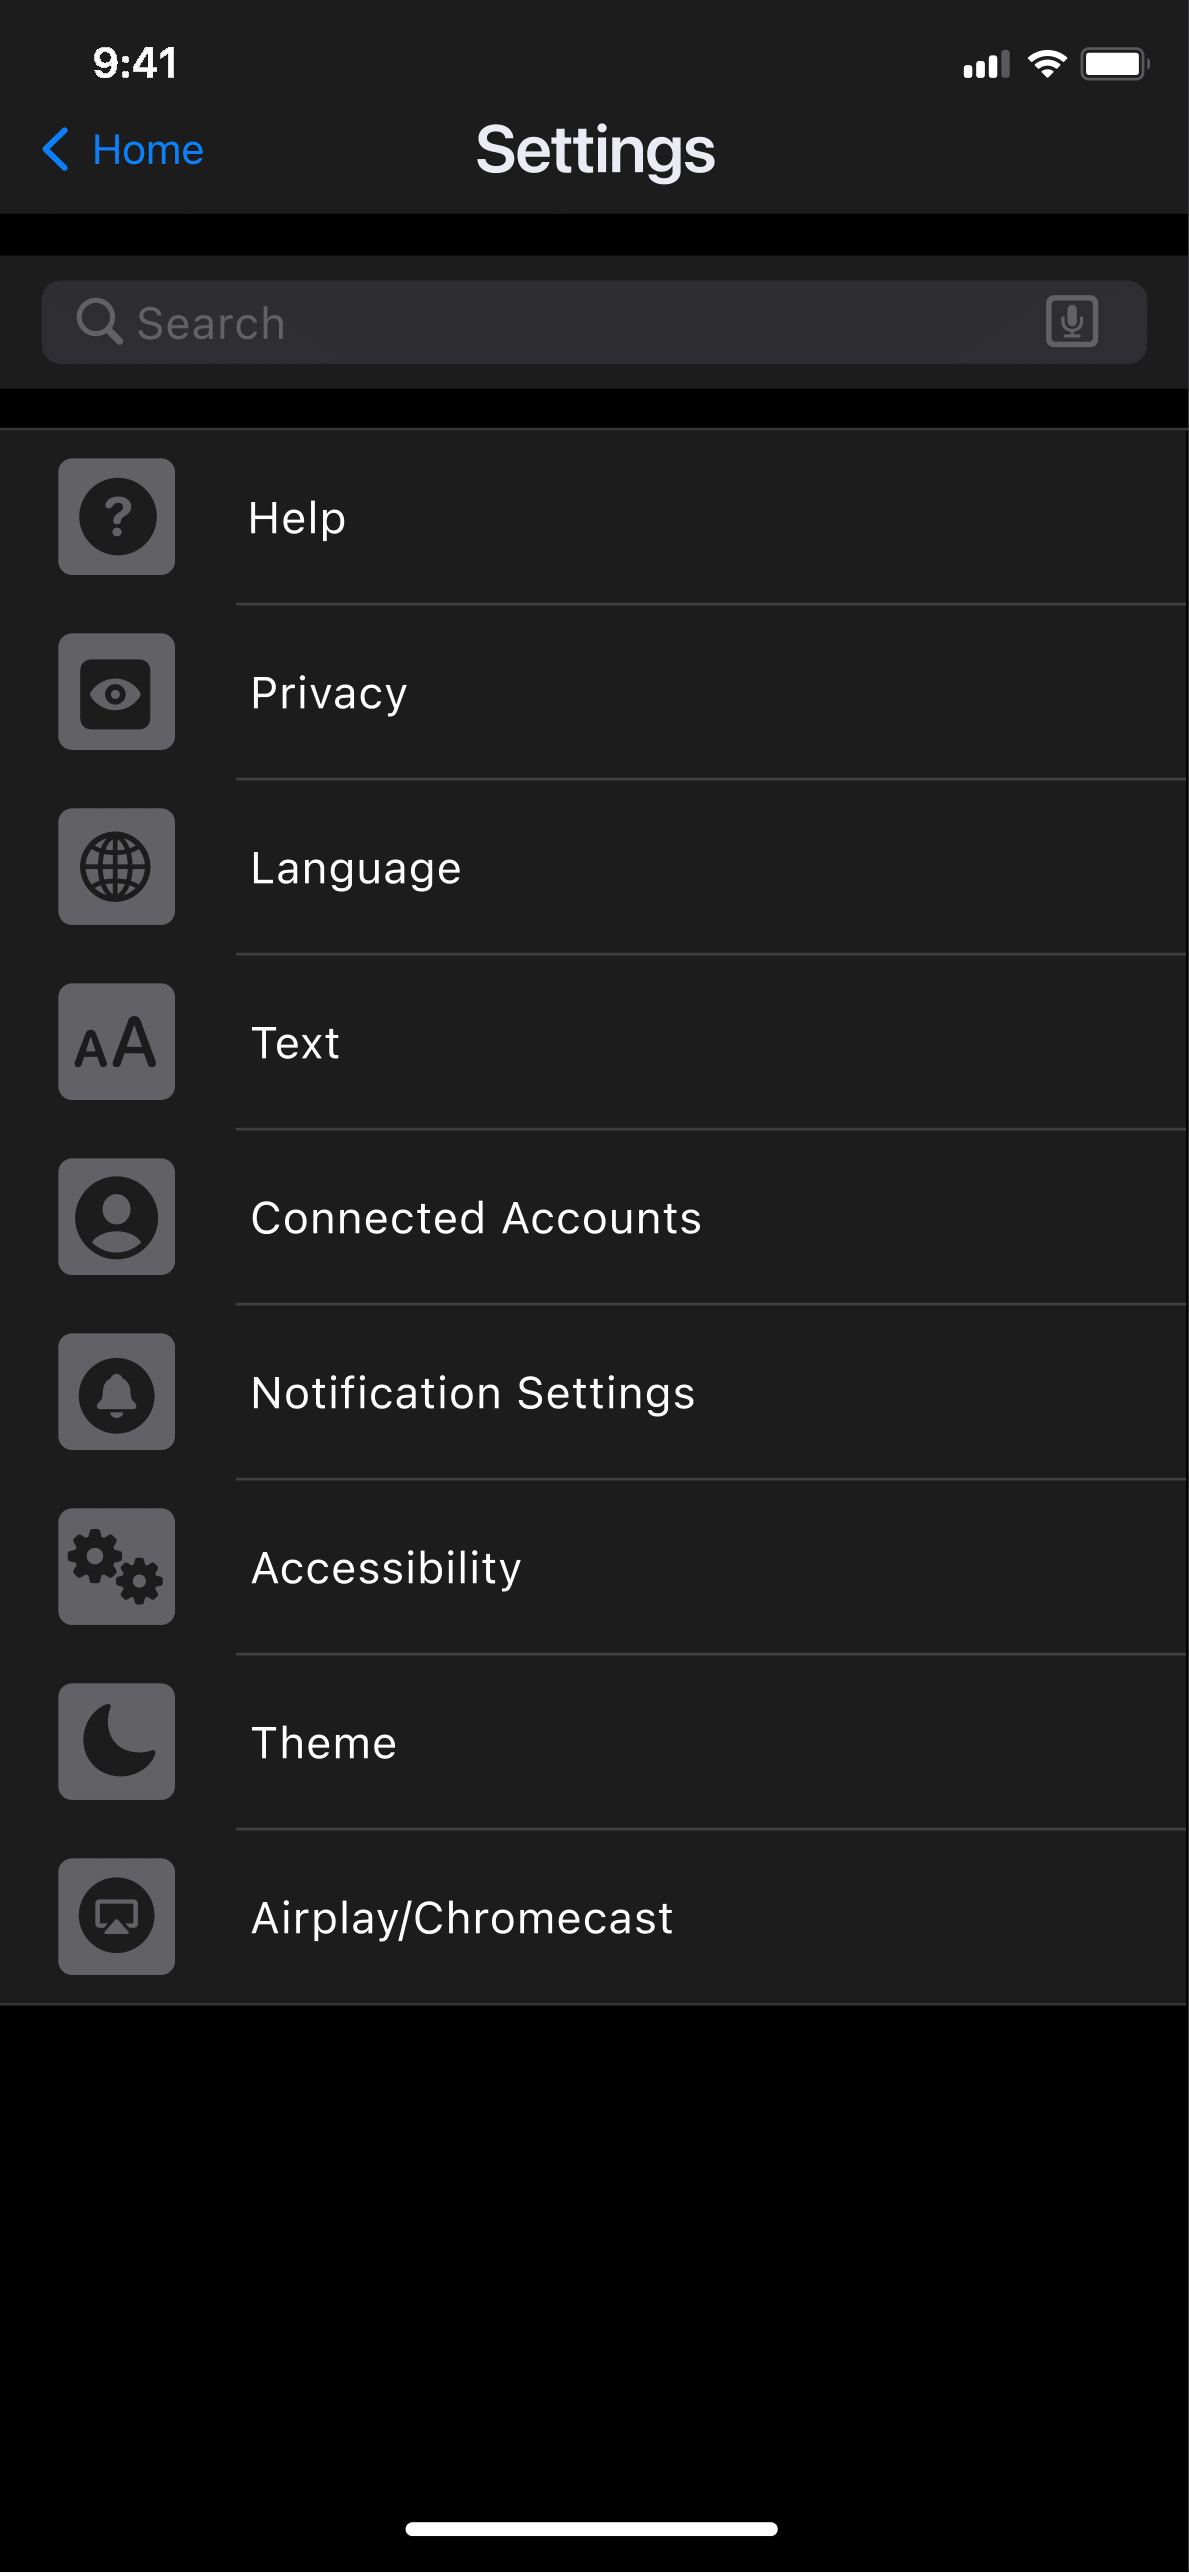 9:41
Home
Settings
Search
?
Help
Privacy
Language
AA
Text
Connected Accounts
Notification Settings
Accessibility
Theme
Airplay/Chromecast